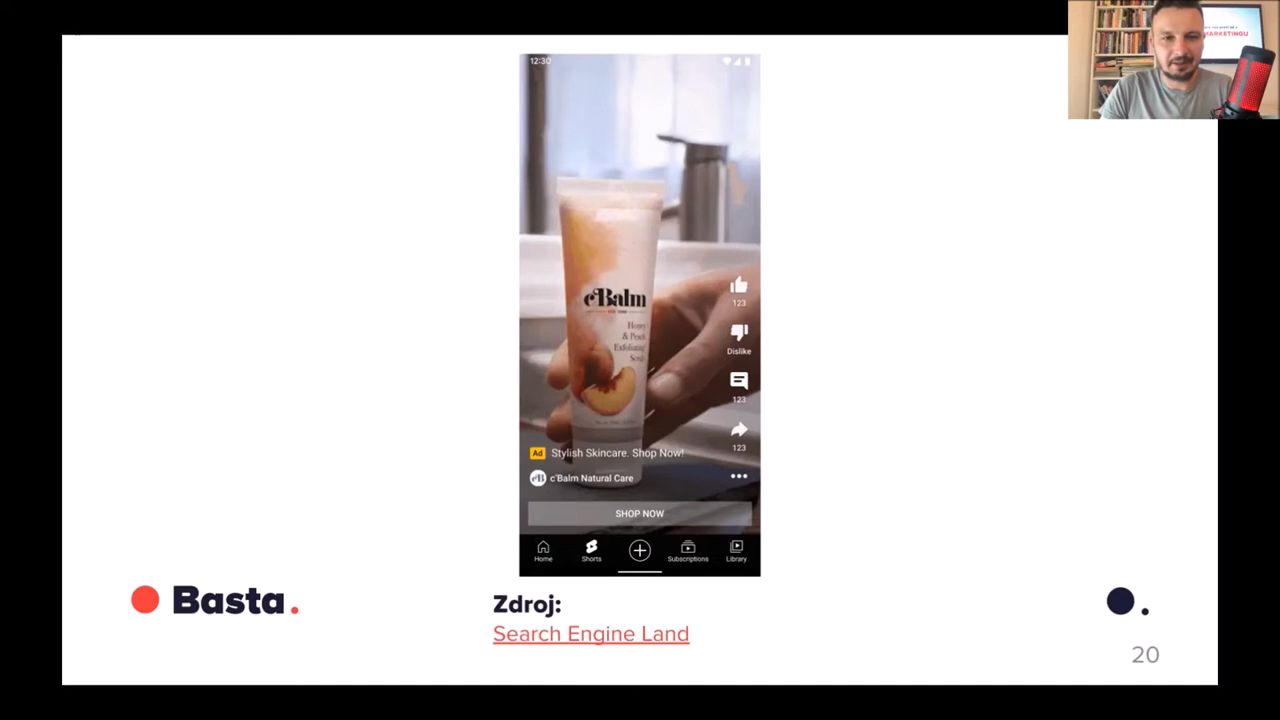 MARKETINGU
12:30
c'Balm
Honey
& Peach
Exfoliating
Scrub
123
Dislike
123
123
Ad Stylish Skincare. Shop Now!
c'B c'Balm Natural Care
SHOP NOW
Home
Shorts
Subscriptions
Library
Basta.
Zdroj:
Search Engine Land
20